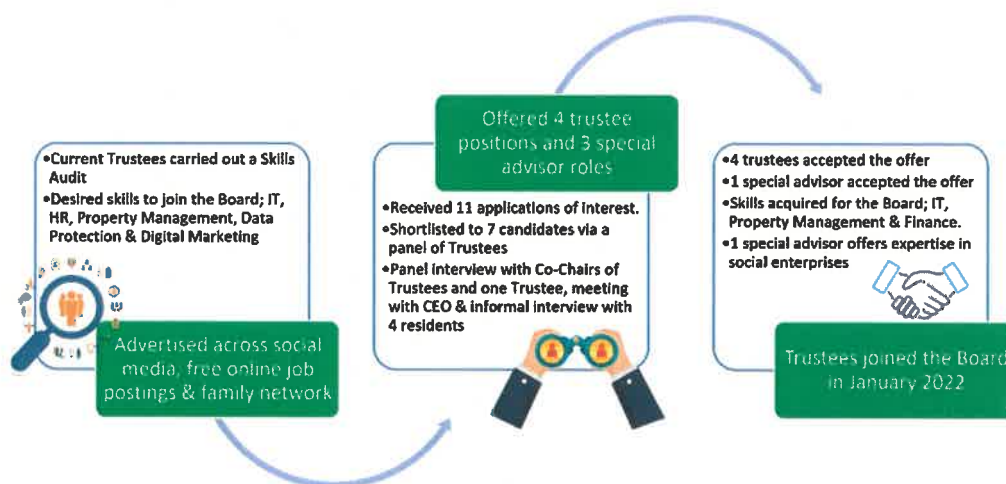 •Current Trustees carried out a Skills
Audit
•Desired skills to join the Board; IT,
HR, Property Management, Data
Protection & Digital Marketing
Advertised across social
media, free online job
postings & family network
Offered 4 trustee
positions and 3 special
advisor roles
•Received 11 applications of interest.
•Shortlisted to 7 candidates via a
panel of Trustees
•Panel interview with Co-Chairs of
Trustees and one Trustee, meeting
with CEO & informal interview with
4 residents
•4 trustees accepted the offer
•1 special advisor accepted the offer
•Skills acquired for the Board; IT,
Property Management & Finance.
•1 special advisor offers expertise in
social enterprises
Trustees joined the Board
in January 2022